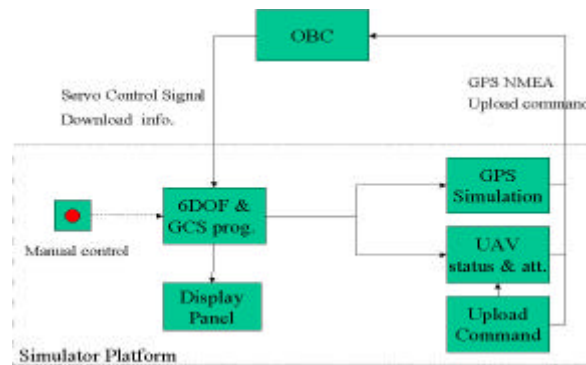 OBC
Servo Control Signal
Download info.
GPS NMEA
Upload command
6DOF &
GCS prog.
GPS
Simulation
Manual control
UAV
status & att.
Display
Panel
Upload
Command
Simulator Platform